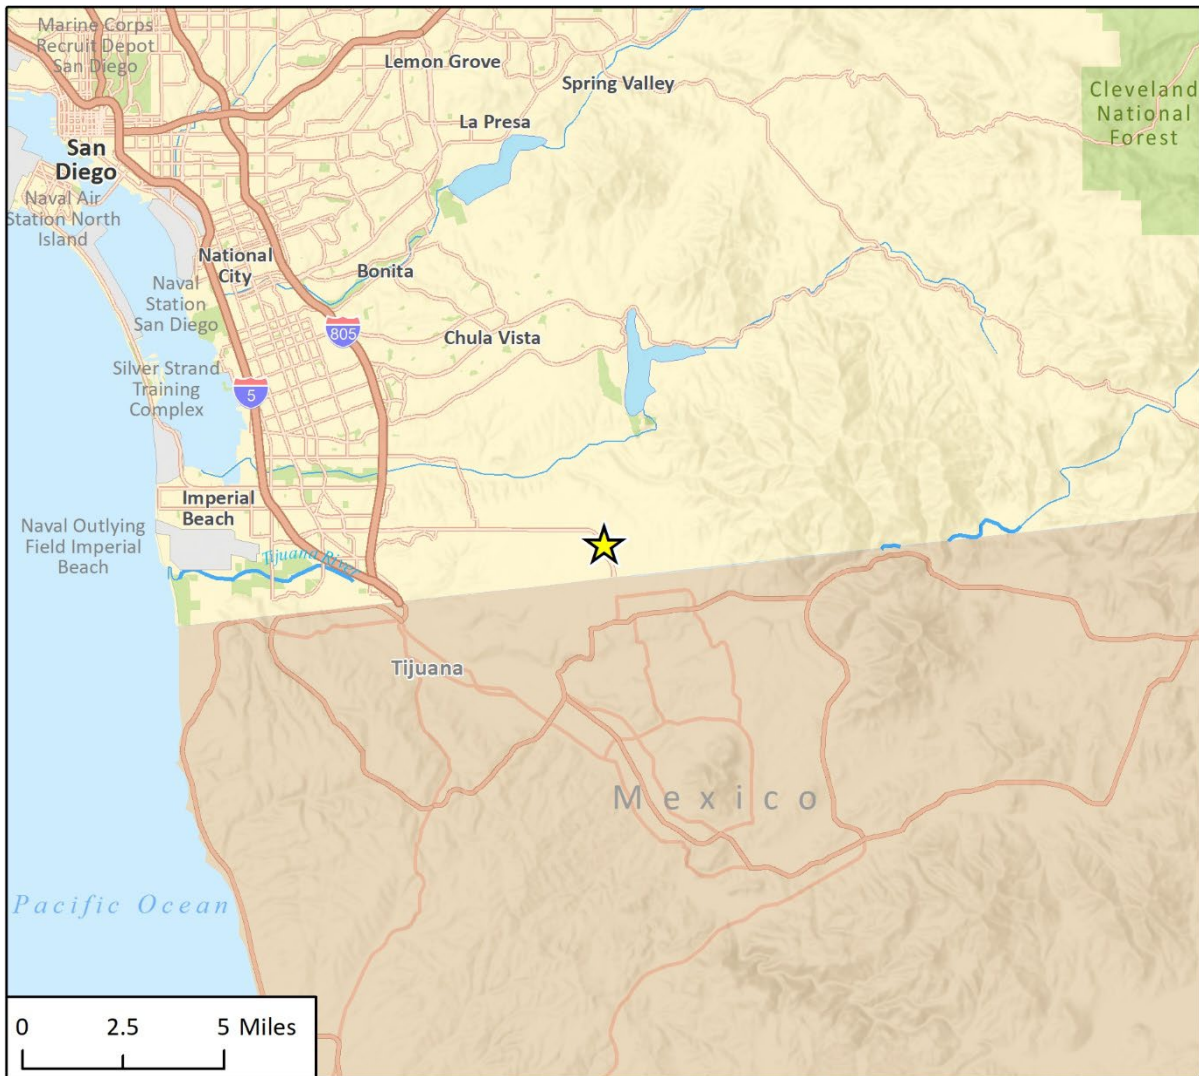 Marine Corps
Recruit Depot
San Diego
Lemon Grove
Spring Valley
Cleveland
National
Forest
La Presa
San
Diego
Naval Air
Station North
Island
National
City
Bonita
Naval
Station
San Diego
805
Chula Vista
Silver Strand
Training
Complex
5
Imperial
Beach
Naval Outlying
Field Imperial
Beach
Tijuana River
Tijuana
Mexico
Pacific Ocean
0 2.5 5 Miles